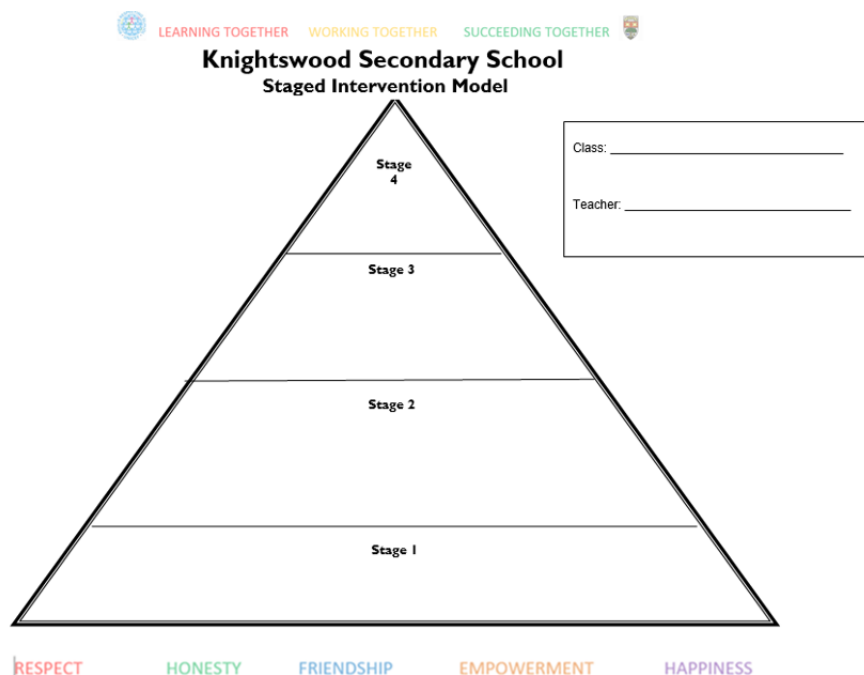 LEARNING TOGETHER WORKING TOGETHER SUCCEEDING TOGETHER
Knightswood Secondary School
Staged Intervention Model
Class:
Teacher:
Stage
4
Stage 3
Stage 2
Stage 1
RESPECT HONESTY FRIENDSHIP EMPOWERMENT HAPPINESS